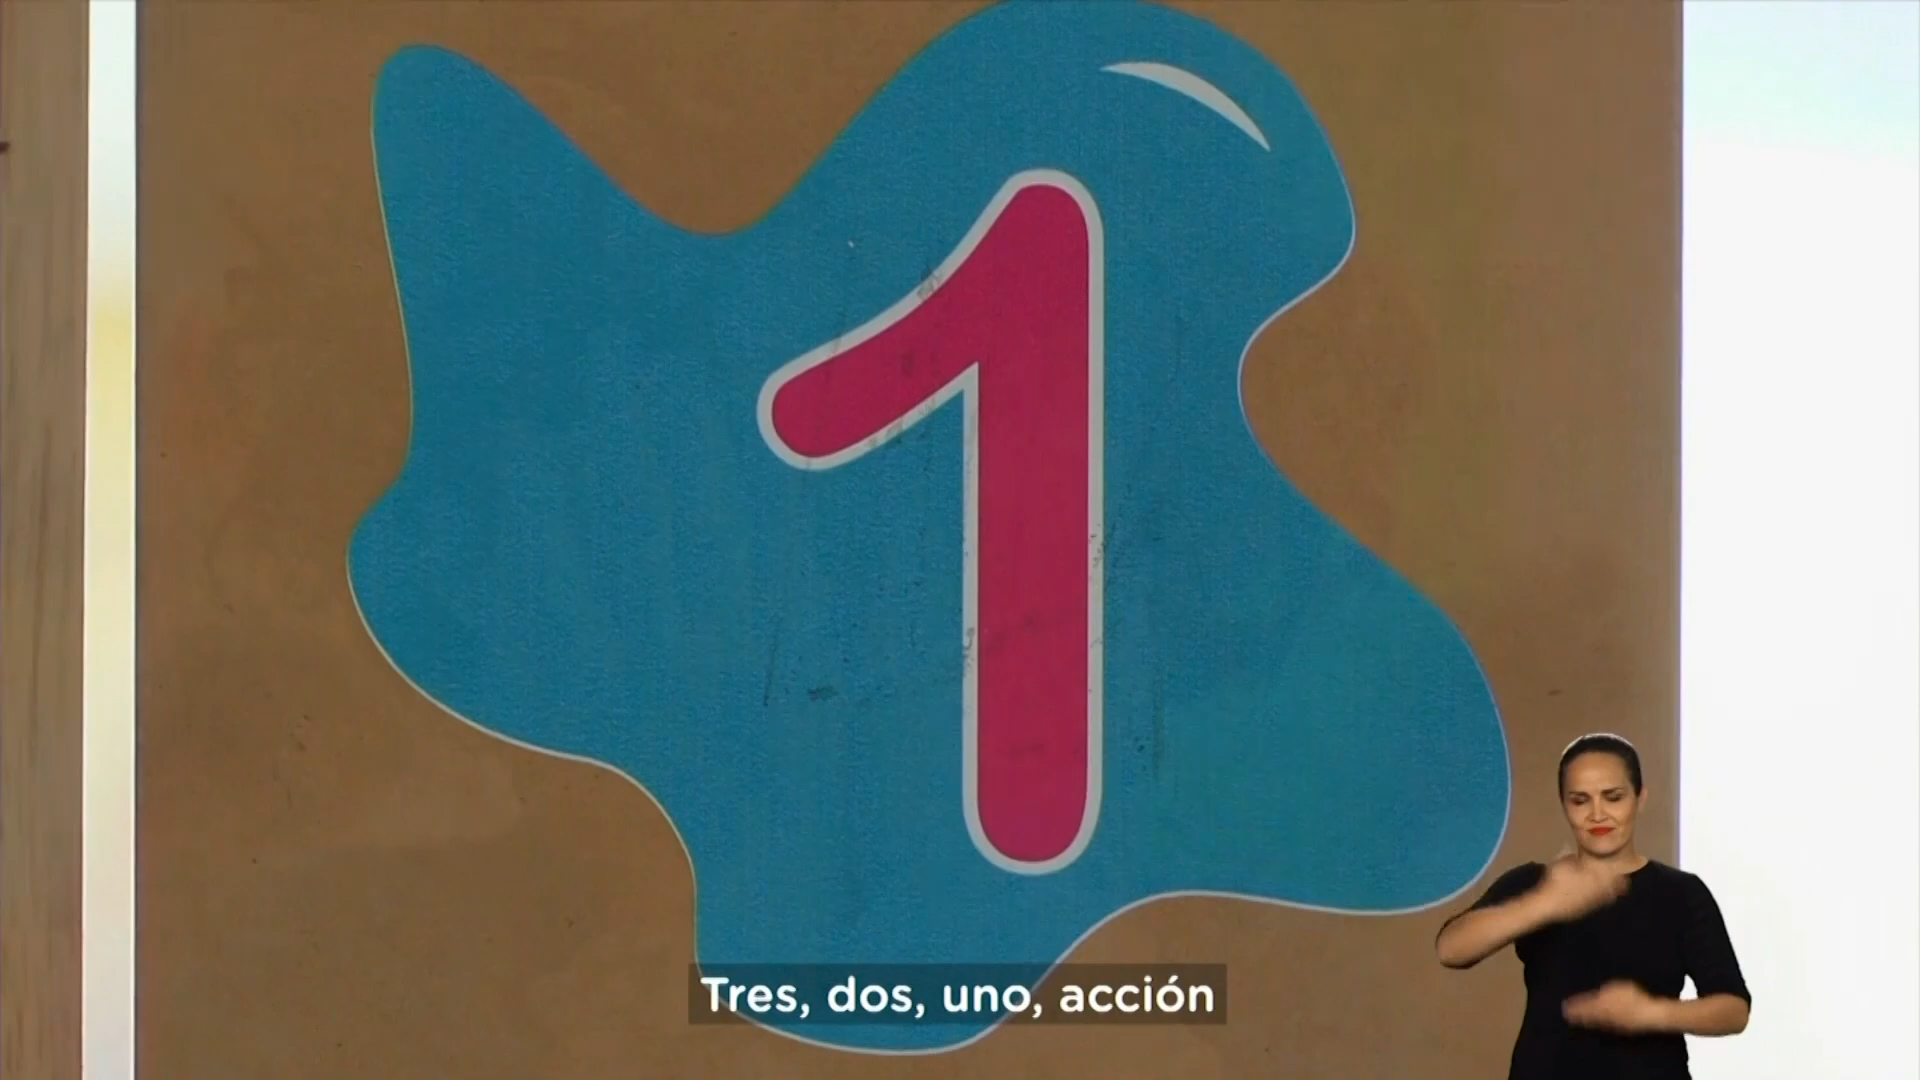 1
Tres, dos, uno, acción